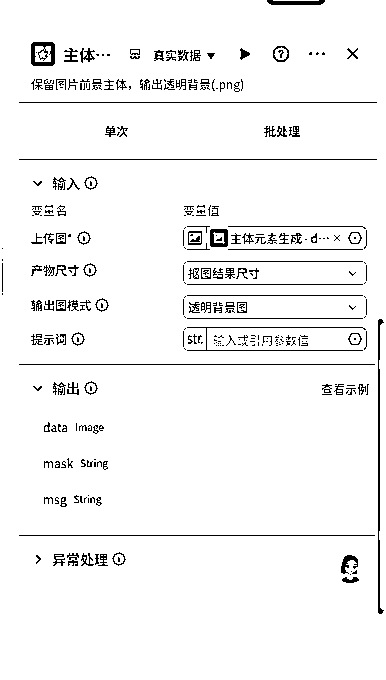 主体… 真实数据
保留图片前景主体，输出透明背景(.png)
单次 批处理
输入
变量名 变量值
上传图* 主体元素生成 - d… ×
产物尺寸 抠图结果尺寸
输出图模式 透明背景图
提示词 str. 输入或引用参数值
输出 查看示例
data Image
mask String
msg String
异常处理